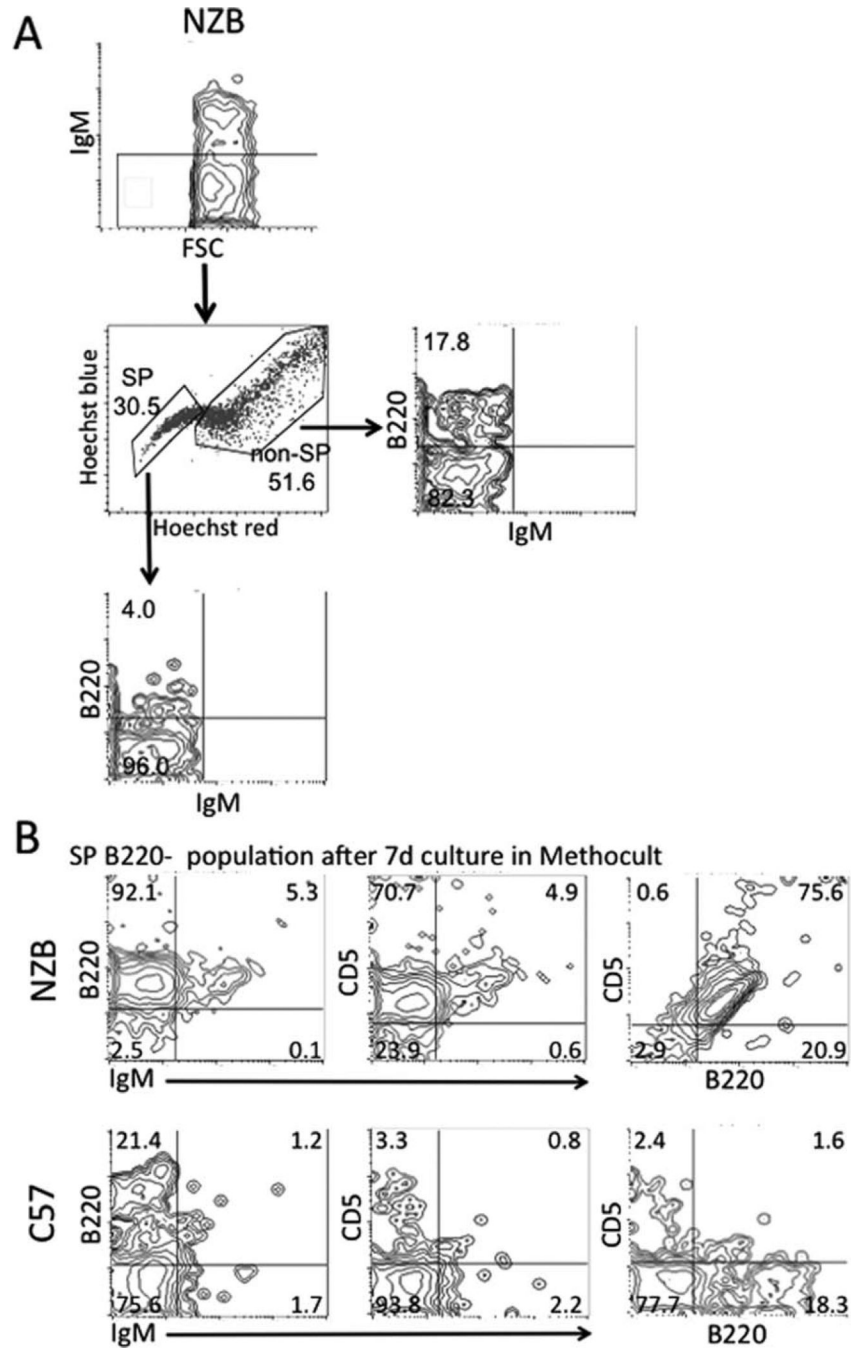 A
NZB
IgM
FSC
Hoechst blue
SP
30.5
non-SP
51.6
Hoechst red
17.8
B220
82.3
IgM
4.0
B220
96.0
IgM
B
SP B220- population after 7d culture in Methocult
NZB
92.1 5.3
B220
2.5 0.1
IgM
70.7 4.9
CD5
23.9 0.6
0.6 75.6
CD5
2.9 20.9
B220
C57
21.4 1.2
B220
75.6 1.7
IgM
3.3 0.8
CD5
93.8 2.2
2.4 1.6
CD5
77.7 18.3
B220